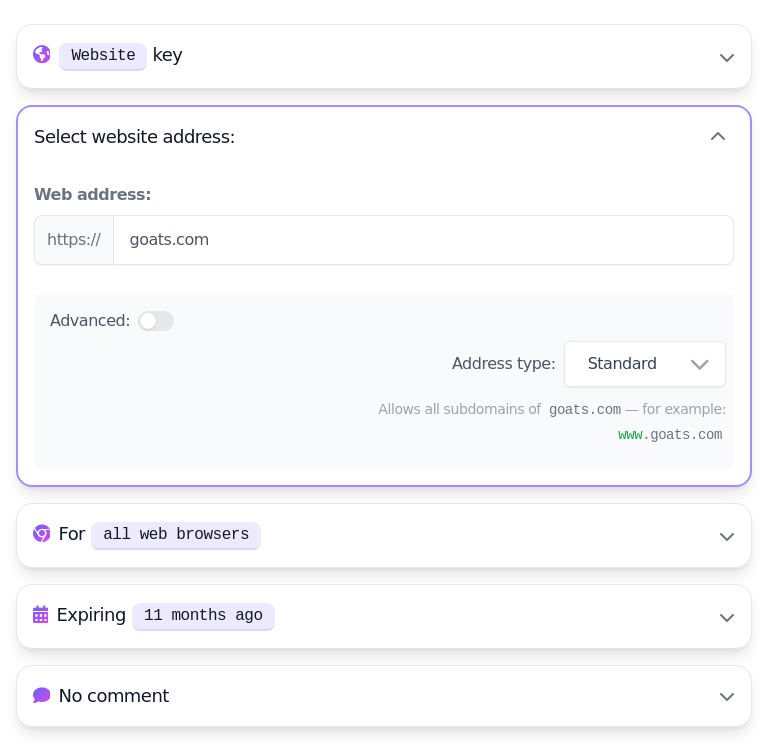 Website key
Select website address:
Web address:
https:// goats.com
Advanced:
Address type: Standard
Allows all subdomains of goats.com — for example:
www.goats.com
For all web browsers
Expiring 11 months ago
No comment